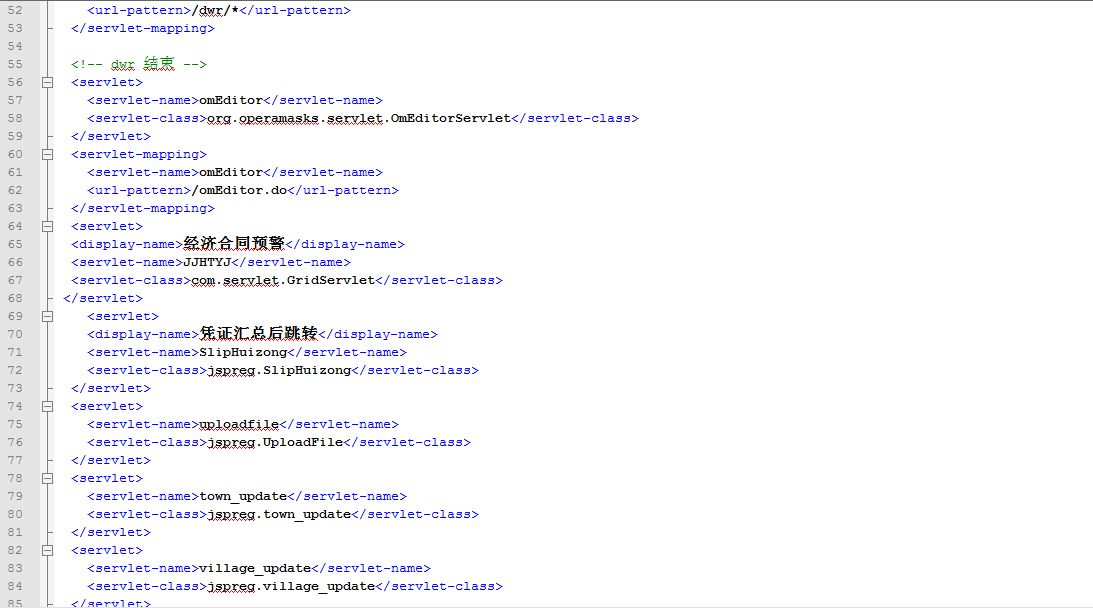 52 <url-pattern>/dwr/*</url-pattern>
53 </servlet-mapping>
54
55 <!-- dwr 结束 -->
56 <servlet>
57 <servlet-name>omEditor</servlet-name>
58 <servlet-class>org.operamasks.servlet.OmEditorServlet</servlet-class>
59 </servlet>
60 <servlet-mapping>
61 <servlet-name>omEditor</servlet-name>
62 <url-pattern>/omEditor.do</url-pattern>
63 </servlet-mapping>
64 <servlet>
65 <display-name>经济合同预警</display-name>
66 <servlet-name>JJHTYJ</servlet-name>
67 <servlet-class>com.servlet.GridServlet</servlet-class>
68 </servlet>
69 <servlet>
70 <display-name>凭证汇总后跳转</display-name>
71 <servlet-name>SlipHuizong</servlet-name>
72 <servlet-class>jspreg.SlipHuizong</servlet-class>
73 </servlet>
74 <servlet>
75 <servlet-name>uploadfile</servlet-name>
76 <servlet-class>jspreg.UploadFile</servlet-class>
77 </servlet>
78 <servlet>
79 <servlet-name>town_update</servlet-name>
80 <servlet-class>jspreg.town_update</servlet-class>
81 </servlet>
82 <servlet>
83 <servlet-name>village_update</servlet-name>
84 <servlet-class>jspreg.village_update</servlet-class>
85 </servlet>